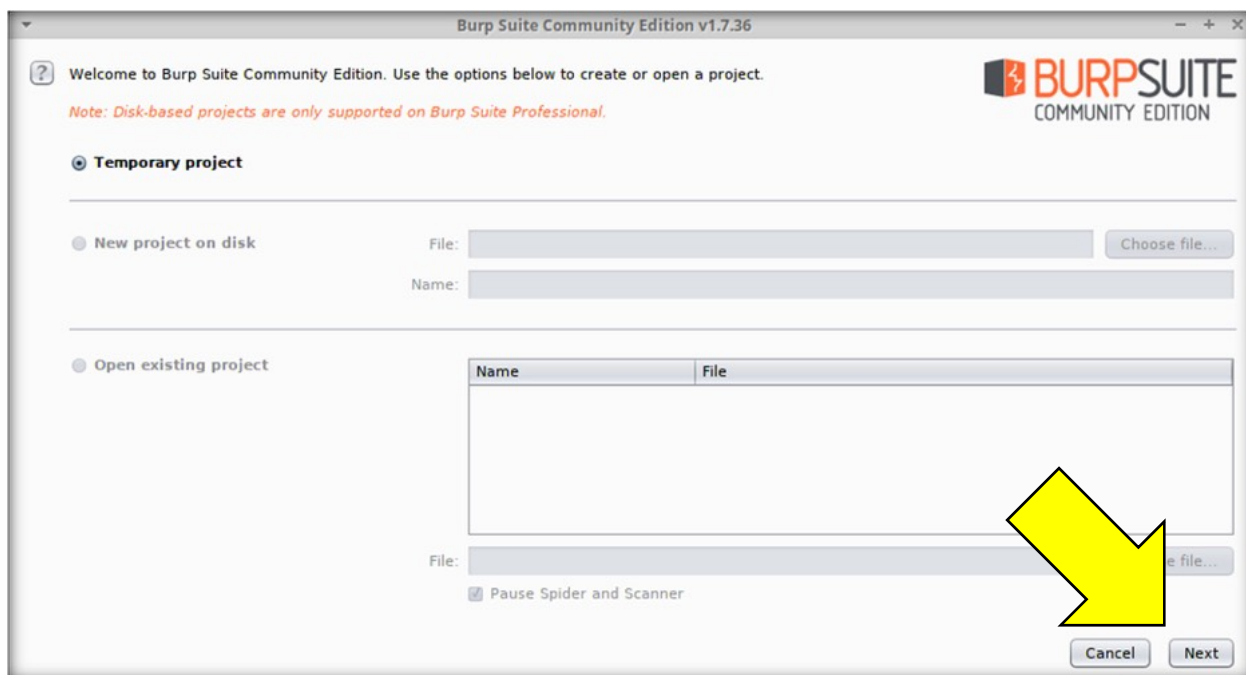 Burp Suite Community Edition v1.7.36
? Welcome to Burp Suite Community Edition. Use the options below to create or open a project.
BURPSUITE
Note: Disk-based projects are only supported on Burp Suite Professional.
COMMUNITY EDITION
Temporary project
New project on disk File: Choose file...
Name:
Open existing project
Name File
File: file...
Pause Spider and Scanner
Cancel Next